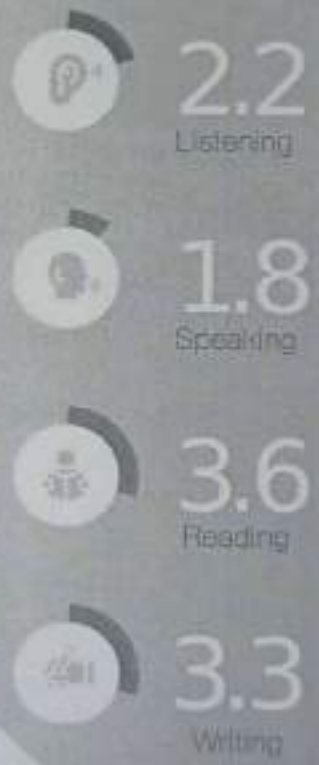 2.2
Listening
1.8
Speaking
3.6
Reading
3.3
Writing